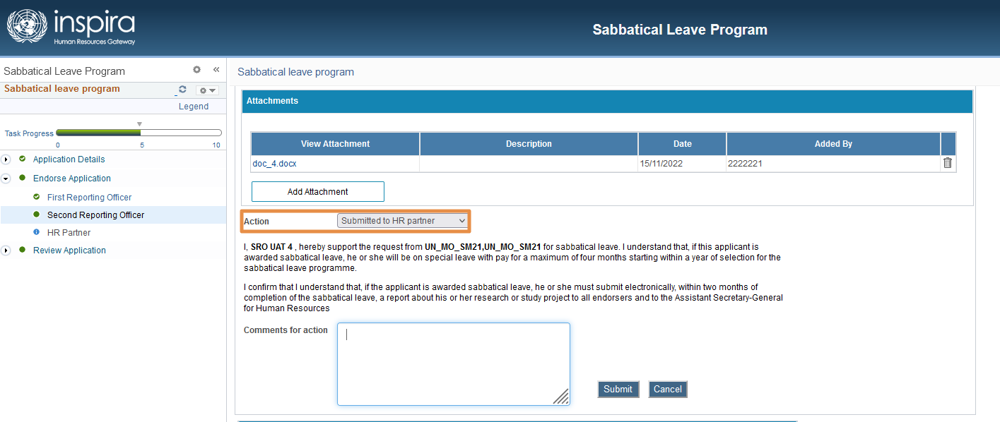 inspira
Human Resources Gateway
Sabbatical Leave Program
Sabbatical Leave Program
«
Sabbatical leave program
Legend
Task Progress
0 5 10
Application Details
Endorse Application
First Reporting Officer
Second Reporting Officer
HR Partner
Review Application
Sabbatical leave program
Attachments
View Attachment Description Date Added By
doc_4.docx 15/11/2022 2222221
Add Attachment
Action Submitted to HR partner
I, SRO UAT 4 , hereby support the request from UN_MO_SM21,UN_MO_SM21 for sabbatical leave. I understand that, if this applicant is
awarded sabbatical leave, he or she will be on special leave with pay for a maximum of four months starting within a year of selection for the
sabbatical leave programme.
I confirm that I understand that, if the applicant is awarded sabbatical leave, he or she must submit electronically, within two months of
completion of the sabbatical leave, a report about his or her research or study project to all endorsers and to the Assistant Secretary-General
for Human Resources
Comments for action
Submit Cancel